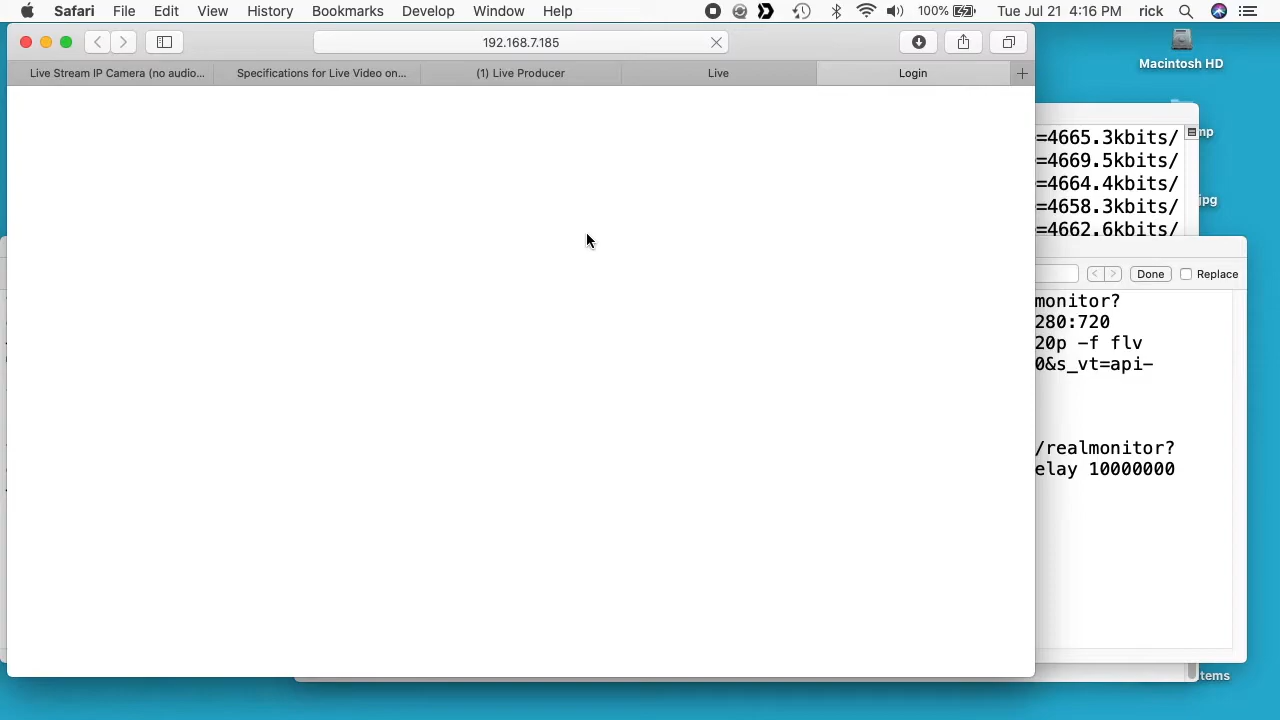 Safari File Edit View History Bookmarks Develop Window Help 100% Tue Jul 21 4:16 PM rick
192.168.7.185
Live Stream IP Camera (no audio... Specifications for Live Video on... (1) Live Producer Live Login
Macintosh HD
mp
=4665.3kbits/
=4669.5kbits/
=4664.4kbits/
jpg
=4658.3kbits/
=4662.6kbits/
Done Replace
monitor?
280:720
20p -f flv
0&s_vt=api-
/realmonitor?
elay 10000000
tems